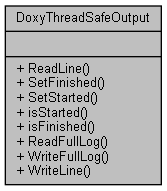 DoxyThreadSafeOutput
+ ReadLine()
+ SetFinished()
+ SetStarted()
+ isStarted()
+ isFinished()
+ ReadFullLog()
+ WriteFullLog()
+ WriteLine()